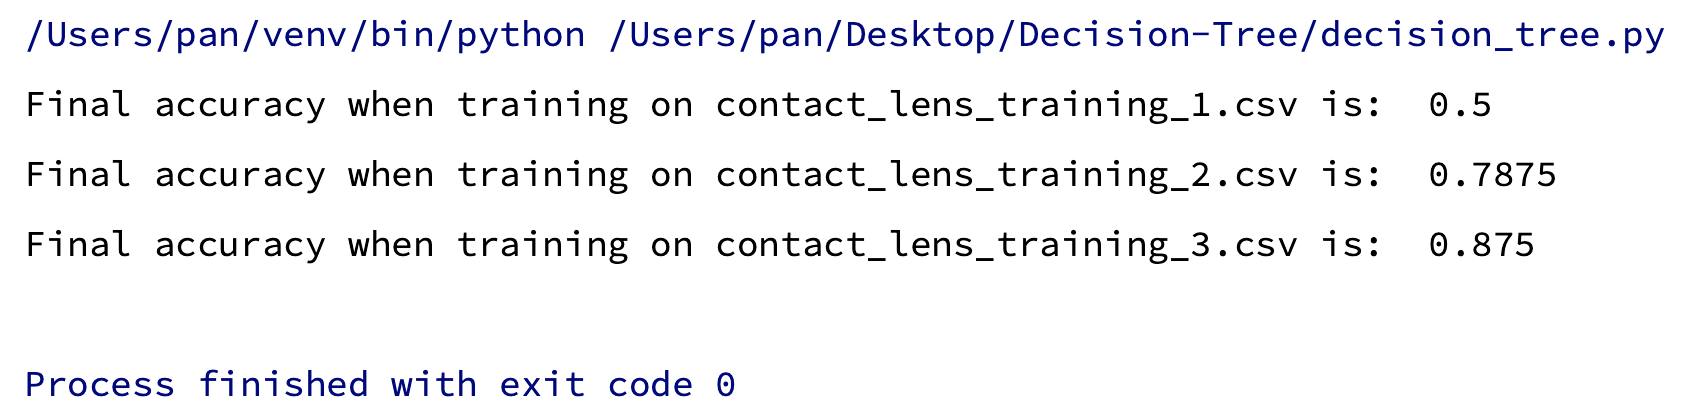 /Users/pan/venv/bin/python /Users/pan/Desktop/Decision-Tree/decision_tree.py
Final accuracy when training on contact_lens_training_1.csv is:  0.5
Final accuracy when training on contact_lens_training_2.csv is:  0.7875
Final accuracy when training on contact_lens_training_3.csv is:  0.875
Process finished with exit code 0